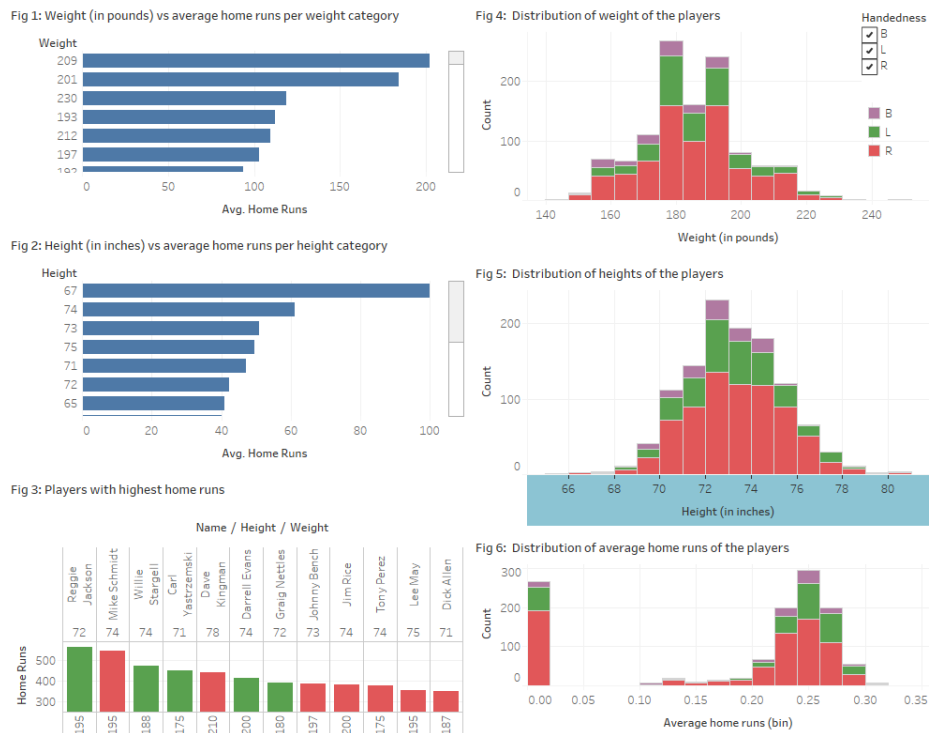 Fig 1: Weight (in pounds) vs average home runs per weight category
Weight
209
201
230
193
212
197
192
0 50 100 150 200
Avg. Home Runs
Fig 2: Height (in inches) vs average home runs per height category
Height
67
74
73
75
71
72
65
0 20 40 60 80 100
Avg. Home Runs
Fig 3: Players with highest home runs
Name / Height / Weight
Reggie Jackson
Mike Schmidt
Willie Stargell
Carl Yastrzemski
Dave Kingman
Darrell Evans
Graig Nettles
Johnny Bench
Jim Rice
Tony Perez
Lee May
Dick Allen
72 74 74 71 78 74 72 73 74 74 75 71
Home Runs
500
400
300
195 195 188 175 210 200 180 197 200 175 195 187
Fig 4: Distribution of weight of the players
Handedness
B
L
R
B
L
R
Count
200
100
0
140 160 180 200 220 240
Weight (in pounds)
Fig 5: Distribution of heights of the players
Count
200
100
0
66 68 70 72 74 76 78 80
Height (in inches)
Fig 6: Distribution of average home runs of the players
Count
300
200
100
0
0.00 0.05 0.10 0.15 0.20 0.25 0.30 0.35
Average home runs (bin)